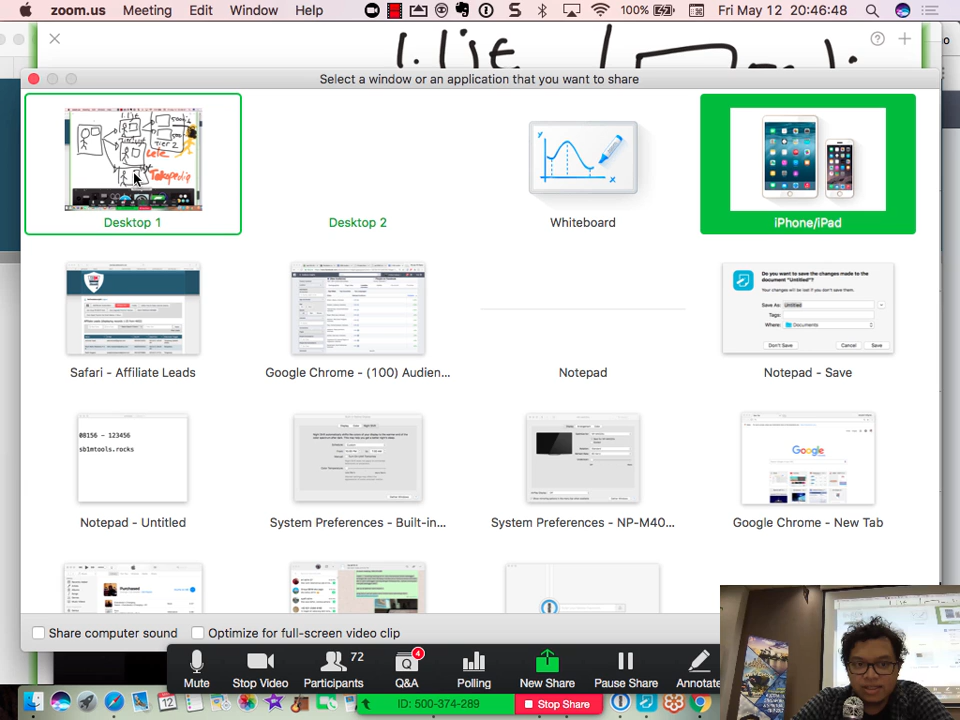 zoom.us Meeting Edit Window Help 100% Fri May 12 20:46:48
Select a window or an application that you want to share
Tier 2
Tokopedia
Desktop 1
Desktop 2
Whiteboard
iPhone/iPad
Do you want to save the changes made to the
document "Untitled"?
Your changes will be lost if you don't save them.
Save As: Untitled
Tags:
Where: Documents
Don't Save Cancel Save
Safari - Affiliate Leads
Google Chrome - (100) Audien...
Notepad
Notepad - Save
08156 - 123456
sb1mtools.rocks
Google
Notepad - Untitled
System Preferences - Built-in...
System Preferences - NP-M40...
Google Chrome - New Tab
Purchased
Share computer sound
Optimize for full-screen video clip
72
4
Mute
Stop Video
Participants
Q&A
Polling
New Share
Pause Share
Annotate
ID: 500-374-289
Stop Share
12